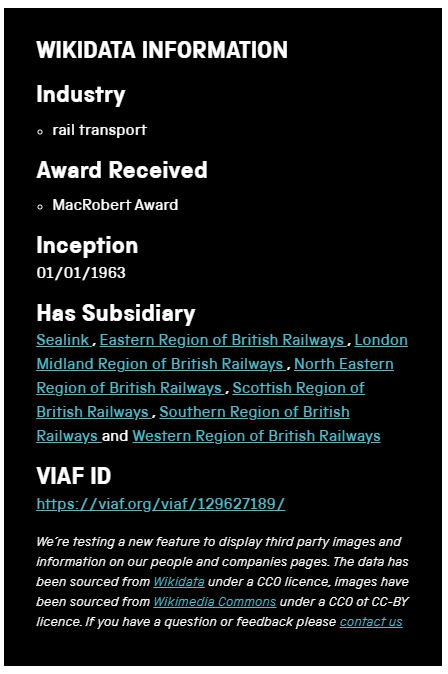 WIKIDATA INFORMATION
Industry
rail transport
Award Received
MacRobert Award
Inception
01/01/1963
Has Subsidiary
Sealink , Eastern Region of British Railways , London
Midland Region of British Railways , North Eastern
Region of British Railways , Scottish Region of
British Railways , Southern Region of British
Railways and Western Region of British Railways
VIAF ID
https://viaf.org/viaf/129627189/
We're testing a new feature to display third party images and
information on our people and companies pages. The data has
been sourced from Wikidata under a CC0 licence, images have
been sourced from Wikimedia Commons under a CC0 of CC-BY
licence. If you have a question or feedback please contact us